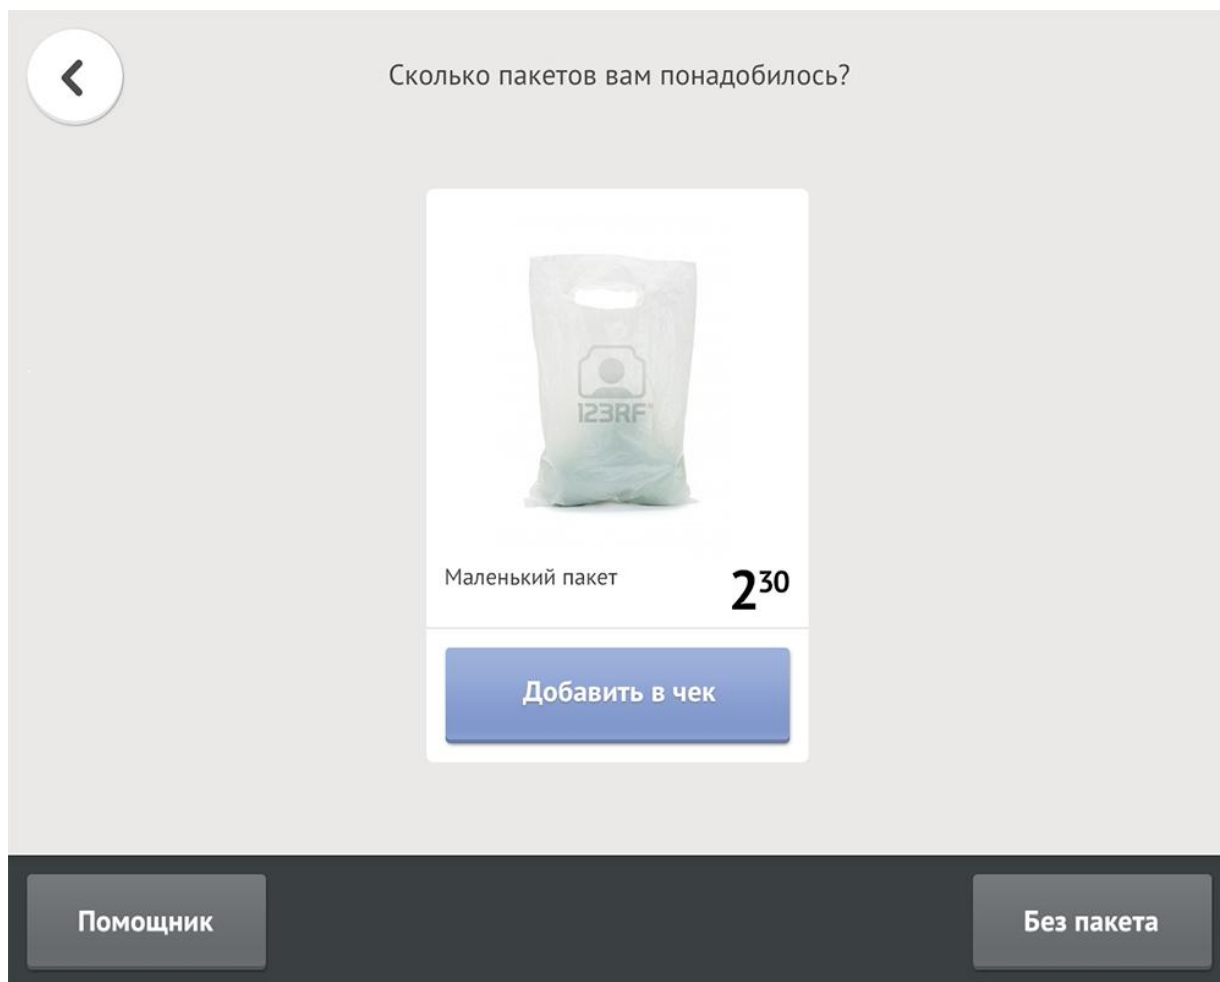 Сколько пакетов вам понадобилось?
123RF
Маленький пакет
2³⁰
Добавить в чек
Помощник
Без пакета